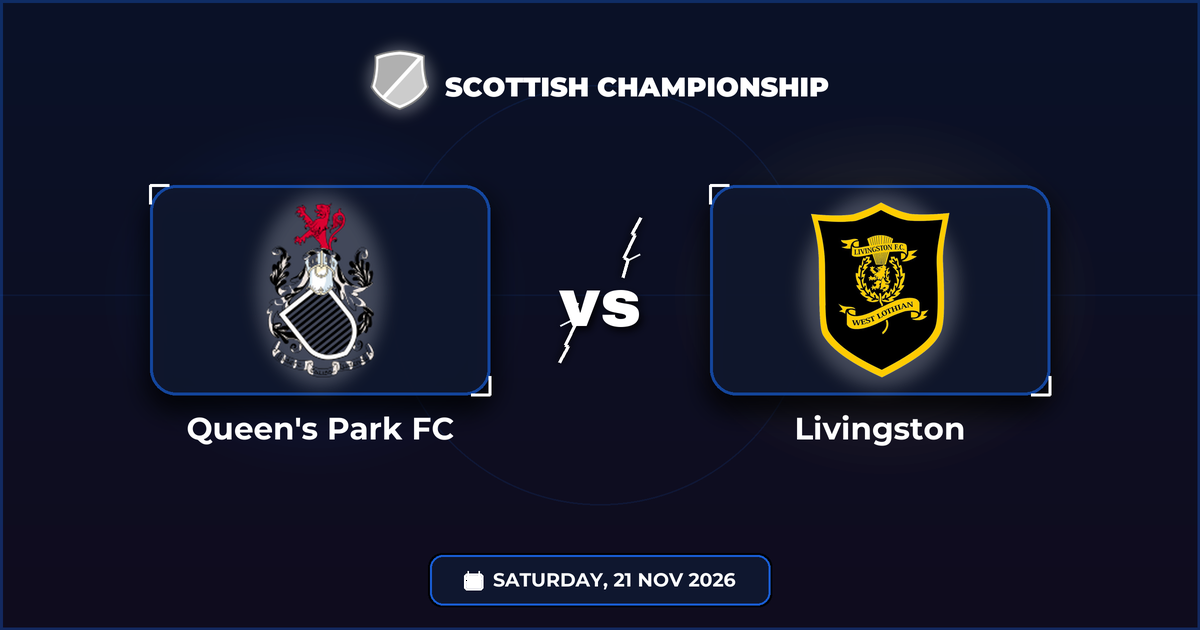 SCOTTISH CHAMPIONSHIP
VS
LIVINGSTON F.C.
WEST LOTHIAN
Queen's Park FC
Livingston
SATURDAY, 21 NOV 2026